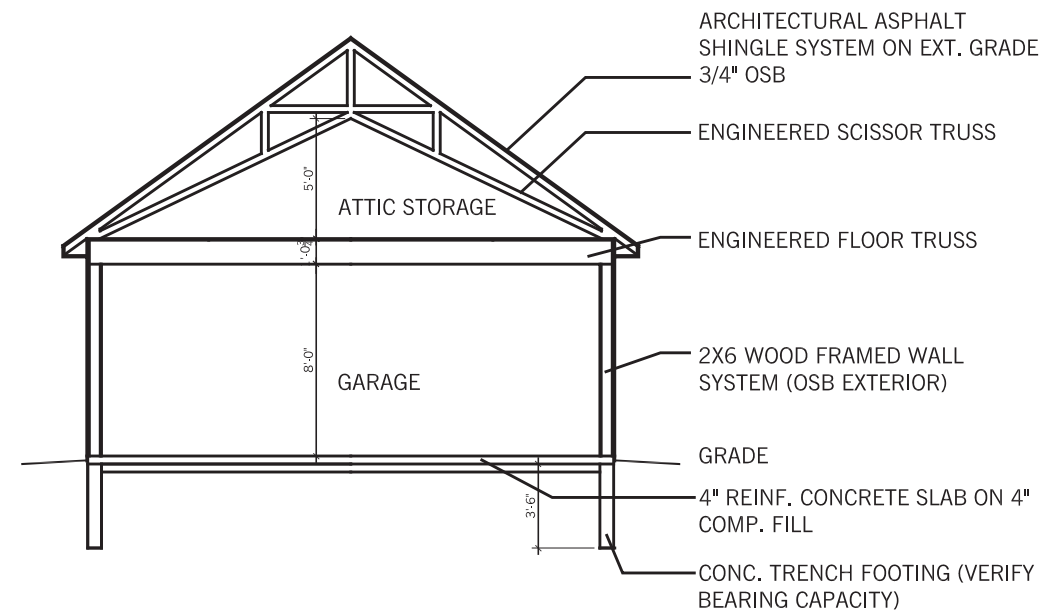 ARCHITECTURAL ASPHALT
SHINGLE SYSTEM ON EXT. GRADE
3/4" OSB
ENGINEERED SCISSOR TRUSS
5'-0"
ATTIC STORAGE
ENGINEERED FLOOR TRUSS
8'-0"
GARAGE
2X6 WOOD FRAMED WALL
SYSTEM (OSB EXTERIOR)
GRADE
4" REINF. CONCRETE SLAB ON 4"
COMP. FILL
3'-6"
CONC. TRENCH FOOTING (VERIFY
BEARING CAPACITY)